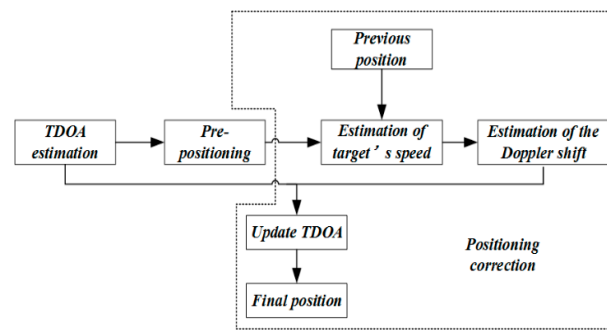 Previous
position
TDOA
estimation
Pre-
positioning
Estimation of
target’s speed
Estimation of the
Doppler shift
Update TDOA
Positioning
correction
Final position